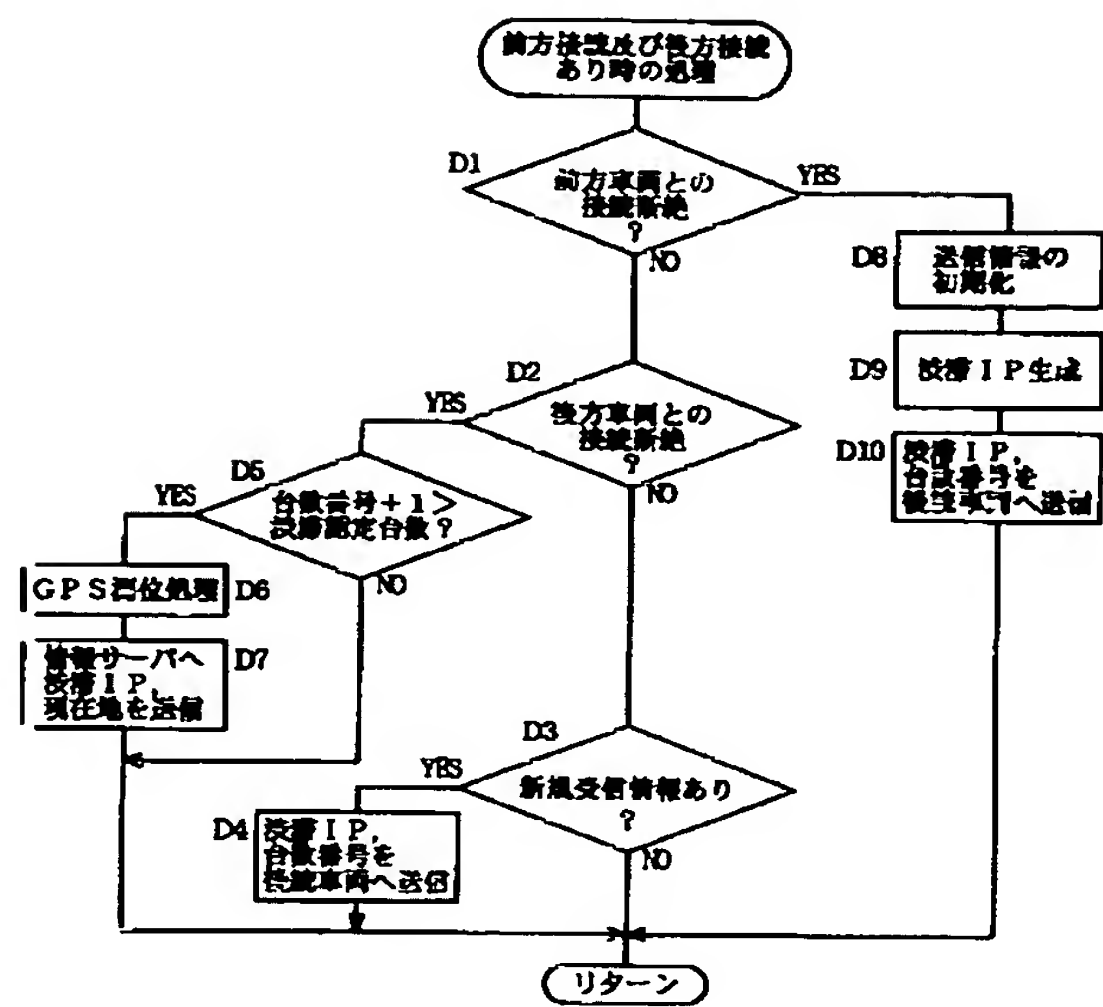 前方接続及び後方接続
あり時の処理
D1
前方車両との
接続断絶
?
YES
NO
D8
送信情報の
初期化
D9
渋滞IP生成
D10
渋滞IP,
台数番号を
後続車両へ送信
D2
後方車両との
接続断絶
?
YES
NO
D5
台数番号+1>
渋滞認定台数?
YES
NO
GPS測位処理
D6
情報サーバへ
渋滞IP,
現在地を送信
D7
D3
新規受信情報あり
?
YES
NO
D4
渋滞IP,
台数番号を
後続車両へ送信
リターン